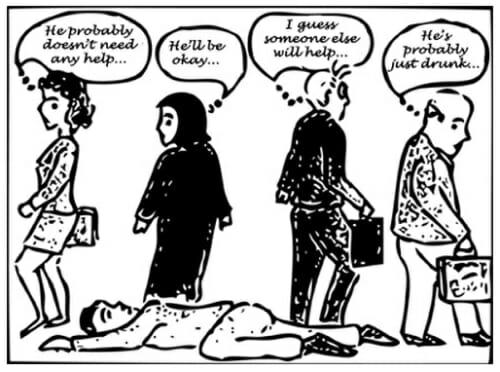 He probably
doesn't need
any help...
He'll be
okay...
I guess
someone else
will help...
He's
probably
just drunk...